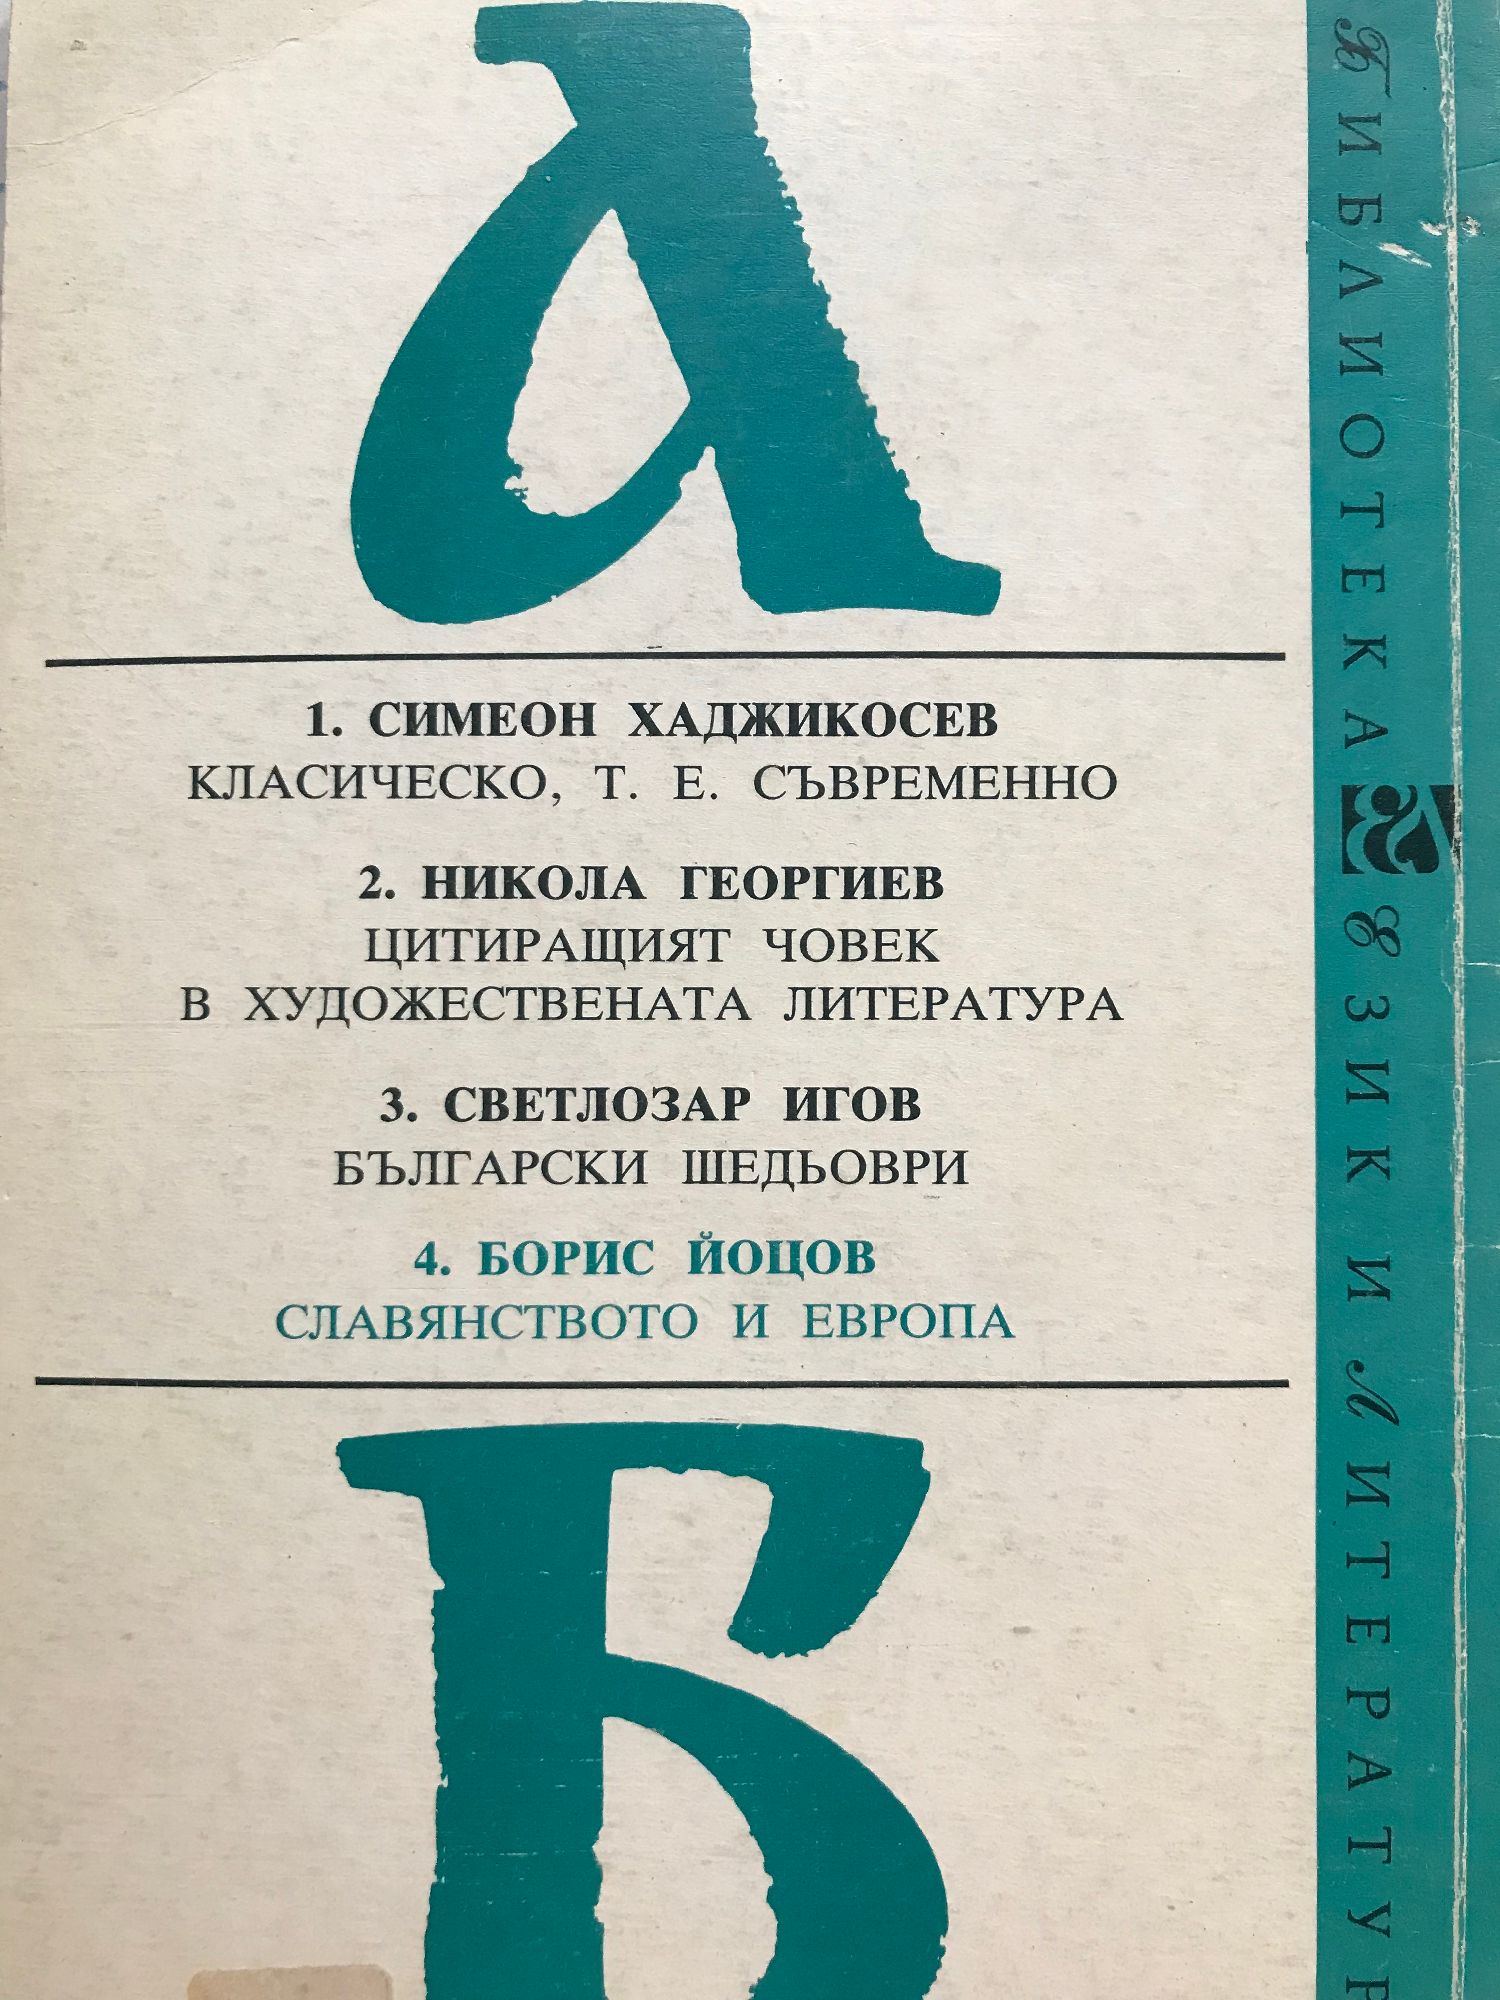 А
1. СИМЕОН ХАДЖИКОСЕВ
КЛАСИЧЕСКО, Т. Е. СЪВРЕМЕННО
2. НИКОЛА ГЕОРГИЕВ
ЦИТИРАЩИЯТ ЧОВЕК
В ХУДОЖЕСТВЕНАТА ЛИТЕРАТУРА
3. СВЕТЛОЗАР ИГОВ
БЪЛГАРСКИ ШЕДЬОВРИ
4. БОРИС ЙОЦОВ
СЛАВЯНСТВОТО И ЕВРОПА
Б
БИБЛИОТЕКА ЕЗИК И ЛИТЕРАТУР